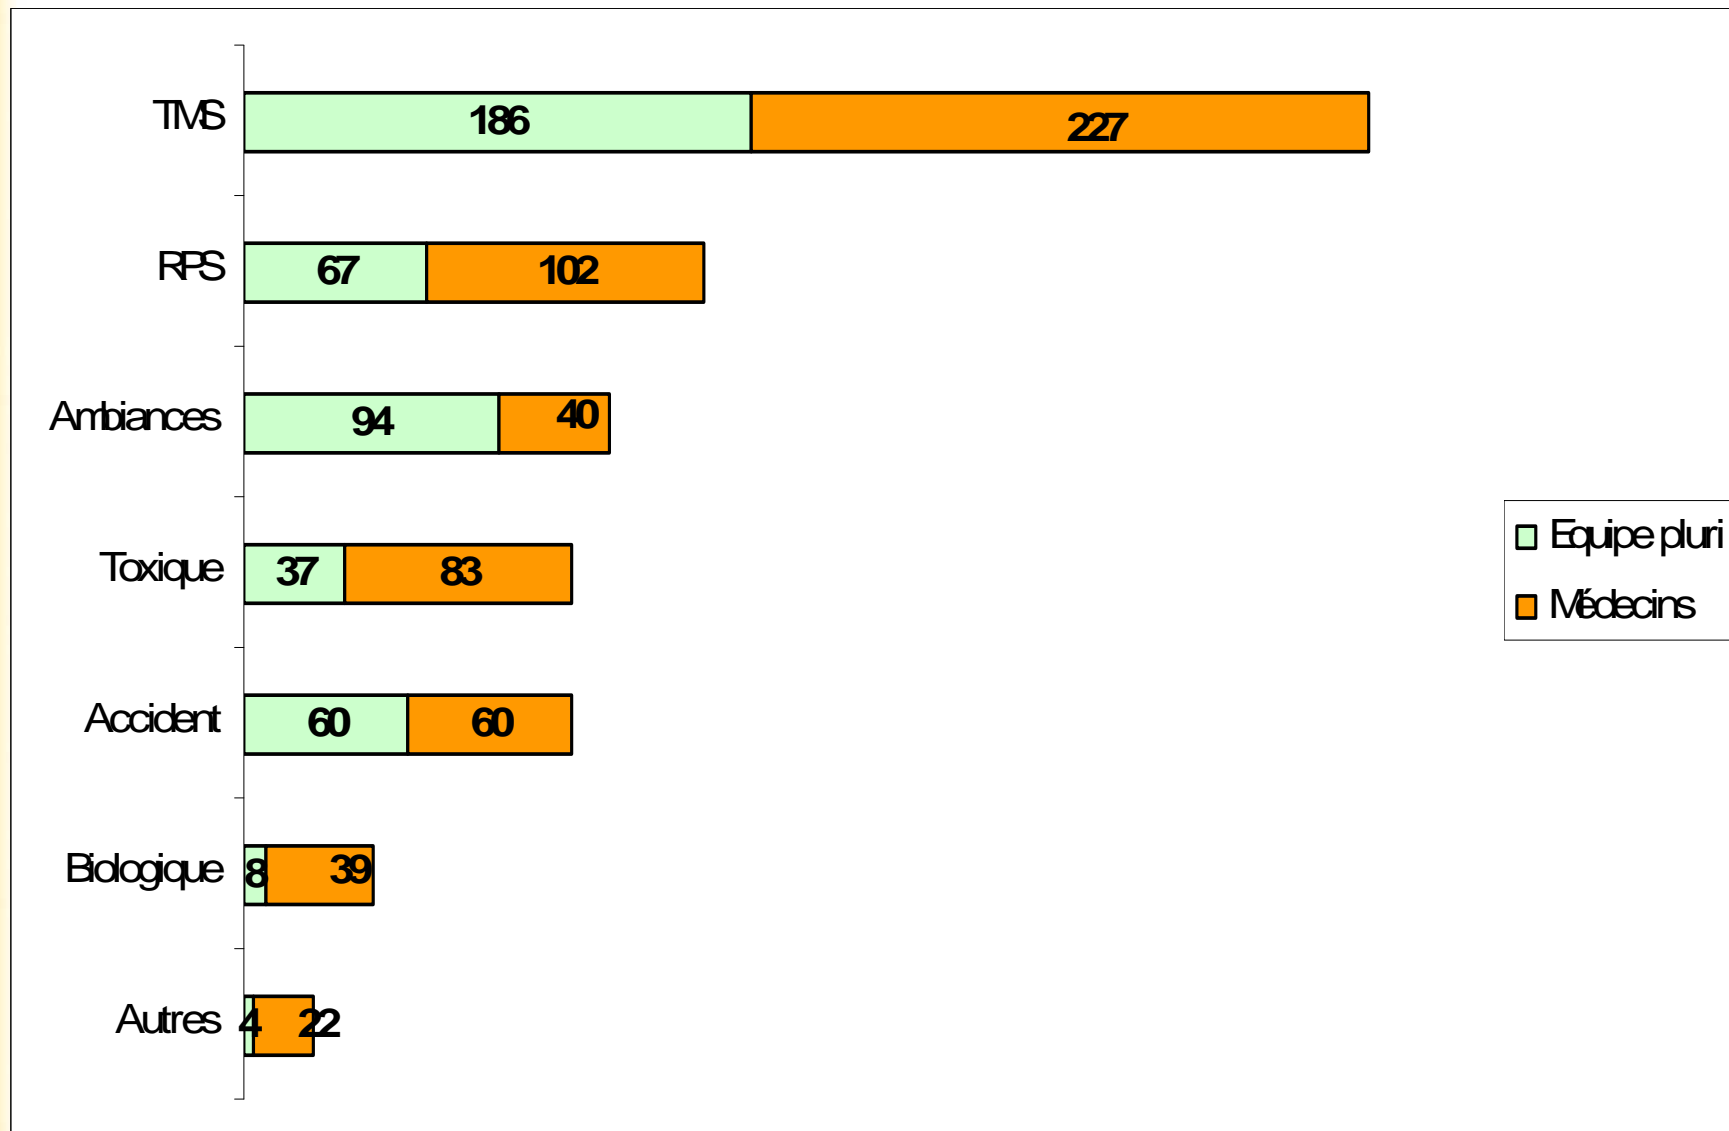 TMS 186 227
RPS 67 102
Ambiances 94 40
Toxique 37 83
Accident 60 60
Biologique 8 39
Autres 4 22
Equipe pluri
Médecins